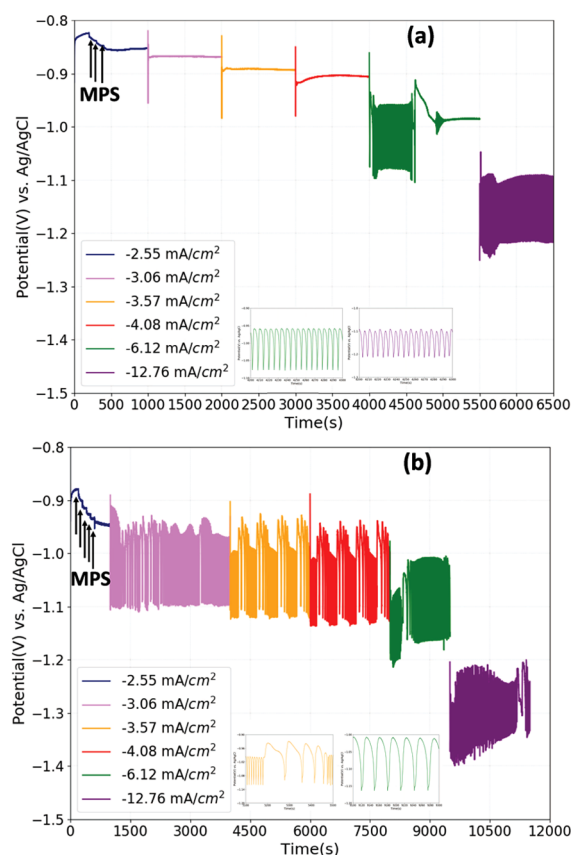 (a)
−0.8
−0.9
−1.0
−1.1
−1.2
−1.3
−1.4
−1.5
Potential(V) vs. Ag/AgCl
MPS
-2.55 mA/cm²
-3.06 mA/cm²
-3.57 mA/cm²
-4.08 mA/cm²
-6.12 mA/cm²
-12.76 mA/cm²
Time(s)
Time(s)
0 500 1000 1500 2000 2500 3000 3500 4000 4500 5000 5500 6000 6500
Time(s)
(b)
−0.8
−0.9
−1.0
−1.1
−1.2
−1.3
−1.4
−1.5
Potential(V) vs. Ag/AgCl
MPS
-2.55 mA/cm²
-3.06 mA/cm²
-3.57 mA/cm²
-4.08 mA/cm²
-6.12 mA/cm²
-12.76 mA/cm²
Time(s)
Time(s)
0 1500 3000 4500 6000 7500 9000 10500 12000
Time(s)